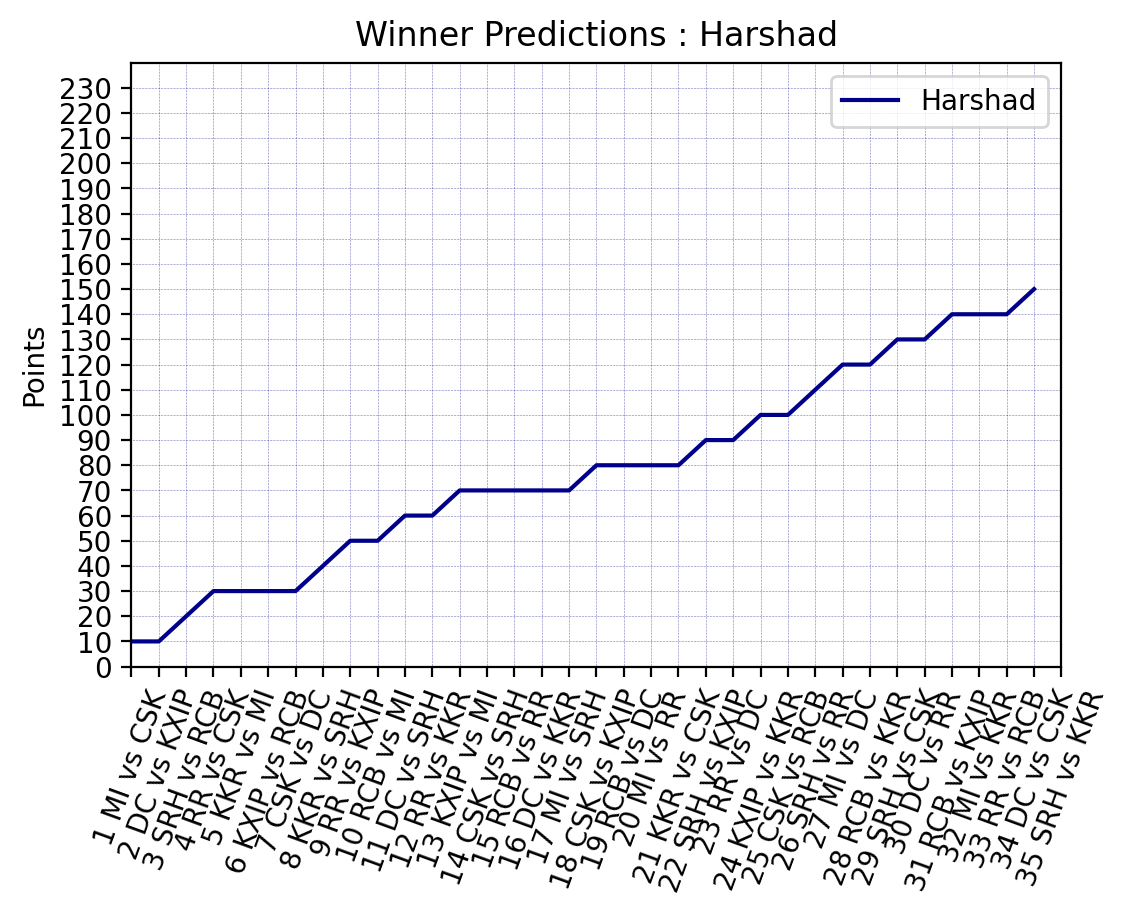 Winner Predictions : Harshad
Harshad
Points
230
220
210
200
190
180
170
160
150
140
130
120
110
100
90
80
70
60
50
40
30
20
10
0
1 MI vs CSK
2 DC vs KXIP
3 SRH vs RCB
4 RR vs CSK
5 KKR vs MI
6 KXIP vs RCB
7 CSK vs DC
8 KKR vs SRH
9 RR vs KXIP
10 RCB vs MI
11 DC vs SRH
12 RR vs KKR
13 KXIP vs MI
14 CSK vs SRH
15 RCB vs RR
16 DC vs KKR
17 MI vs SRH
18 CSK vs KXIP
19 RCB vs DC
20 MI vs RR
21 KKR vs CSK
22 SRH vs KXIP
23 RR vs DC
24 KXIP vs KKR
25 CSK vs RCB
26 SRH vs RR
27 MI vs DC
28 RCB vs KKR
29 SRH vs CSK
30 DC vs RR
31 RCB vs KXIP
32 MI vs KKR
33 RR vs RCB
34 DC vs CSK
35 SRH vs KKR